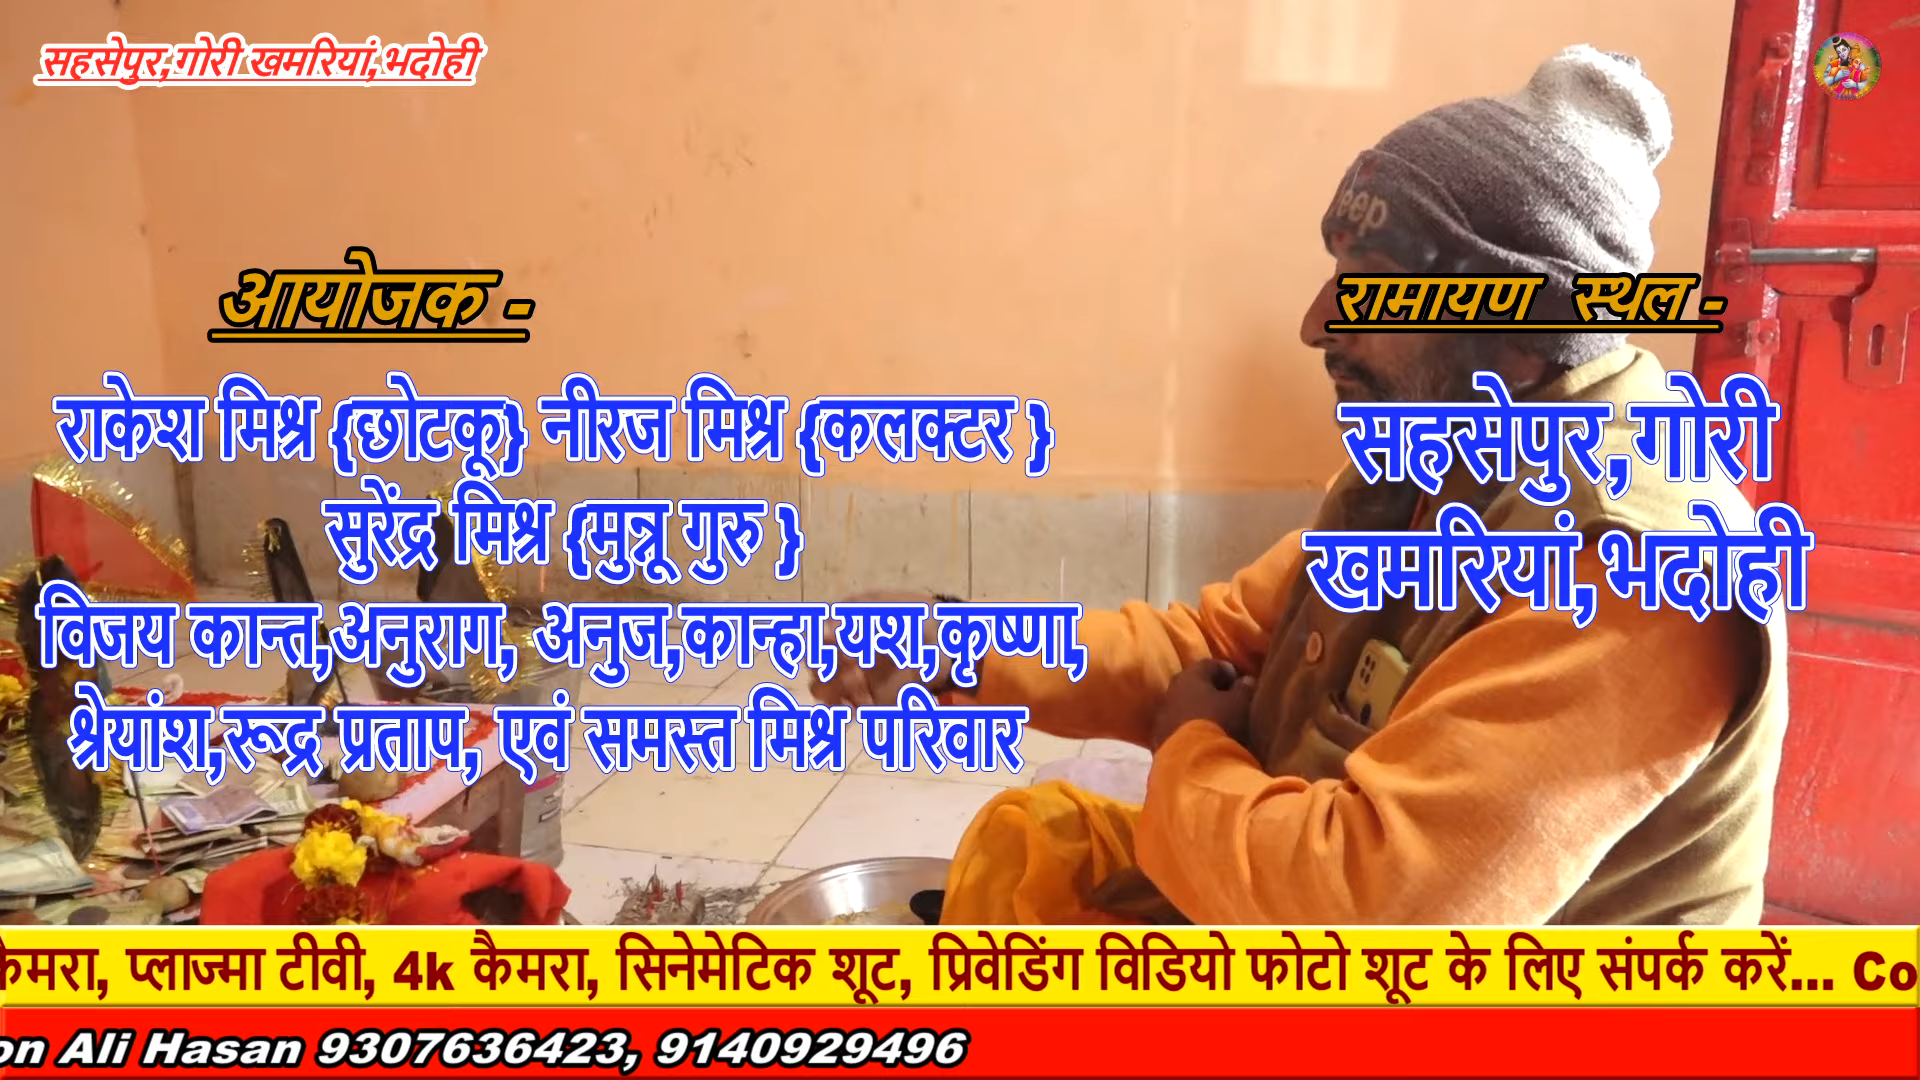 सहसेपुर,गोरी खमरियां,भदोही
आयोजक -
राकेश मिश्र {छोटकू} नीरज मिश्र {कलक्टर }
सुरेंद्र मिश्र {मुन्नू गुरु }
विजय कान्त,अनुराग, अनुज,कान्हा,यश,कृष्णा,
श्रेयांश,रूद्र प्रताप, एवं समस्त मिश्र परिवार
रामायण स्थल -
सहसेपुर,गोरी
खमरियां,भदोही
Jeep
कैमरा, प्लाज्मा टीवी, 4k कैमरा, सिनेमेटिक शूट, प्रिवेडिंग विडियो फोटो शूट के लिए संपर्क करें... Co
on Ali Hasan 9307636423, 9140929496